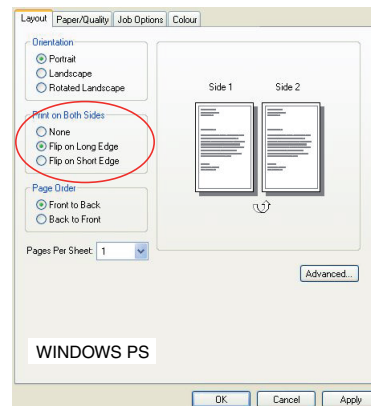 Layout Paper/Quality Job Options Colour
Orientation
Portrait
Landscape
Rotated Landscape
Print on Both Sides
None
Flip on Long Edge
Flip on Short Edge
Page Order
Front to Back
Back to Front
Pages Per Sheet: 1
Side 1 Side 2
Advanced...
WINDOWS PS
OK Cancel Apply